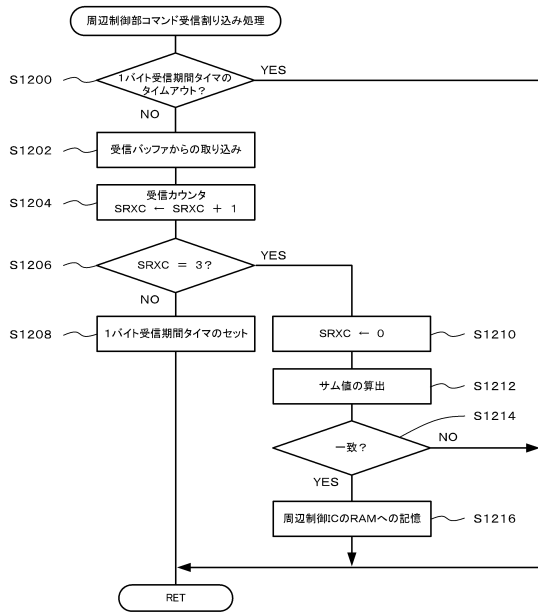 周辺制御部コマンド受信割り込み処理
S1200
1バイト受信期間タイマの
タイムアウト?
YES
NO
S1202
受信バッファからの取り込み
S1204
受信カウンタ
SRXC ← SRXC + 1
S1206
SRXC = 3?
YES
NO
S1208
1バイト受信期間タイマのセット
SRXC ← 0
S1210
サム値の算出
S1212
S1214
一致?
NO
YES
周辺制御ICのRAMへの記憶
S1216
RET